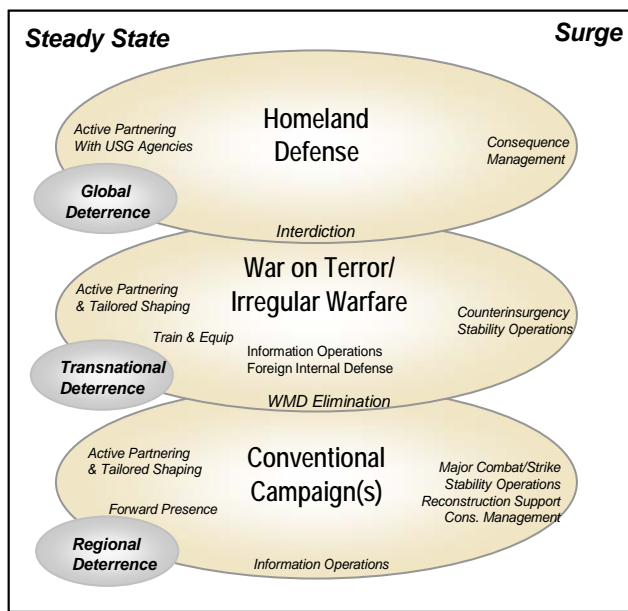 Steady State
Surge
Homeland
Defense
Active Partnering
With USG Agencies
Consequence
Management
Global
Deterrence
Interdiction
War on Terror/
Irregular Warfare
Active Partnering
& Tailored Shaping
Train & Equip
Counterinsurgency
Stability Operations
Information Operations
Foreign Internal Defense
Transnational
Deterrence
WMD Elimination
Conventional
Campaign(s)
Active Partnering
& Tailored Shaping
Forward Presence
Major Combat/Strike
Stability Operations
Reconstruction Support
Cons. Management
Regional
Deterrence
Information Operations